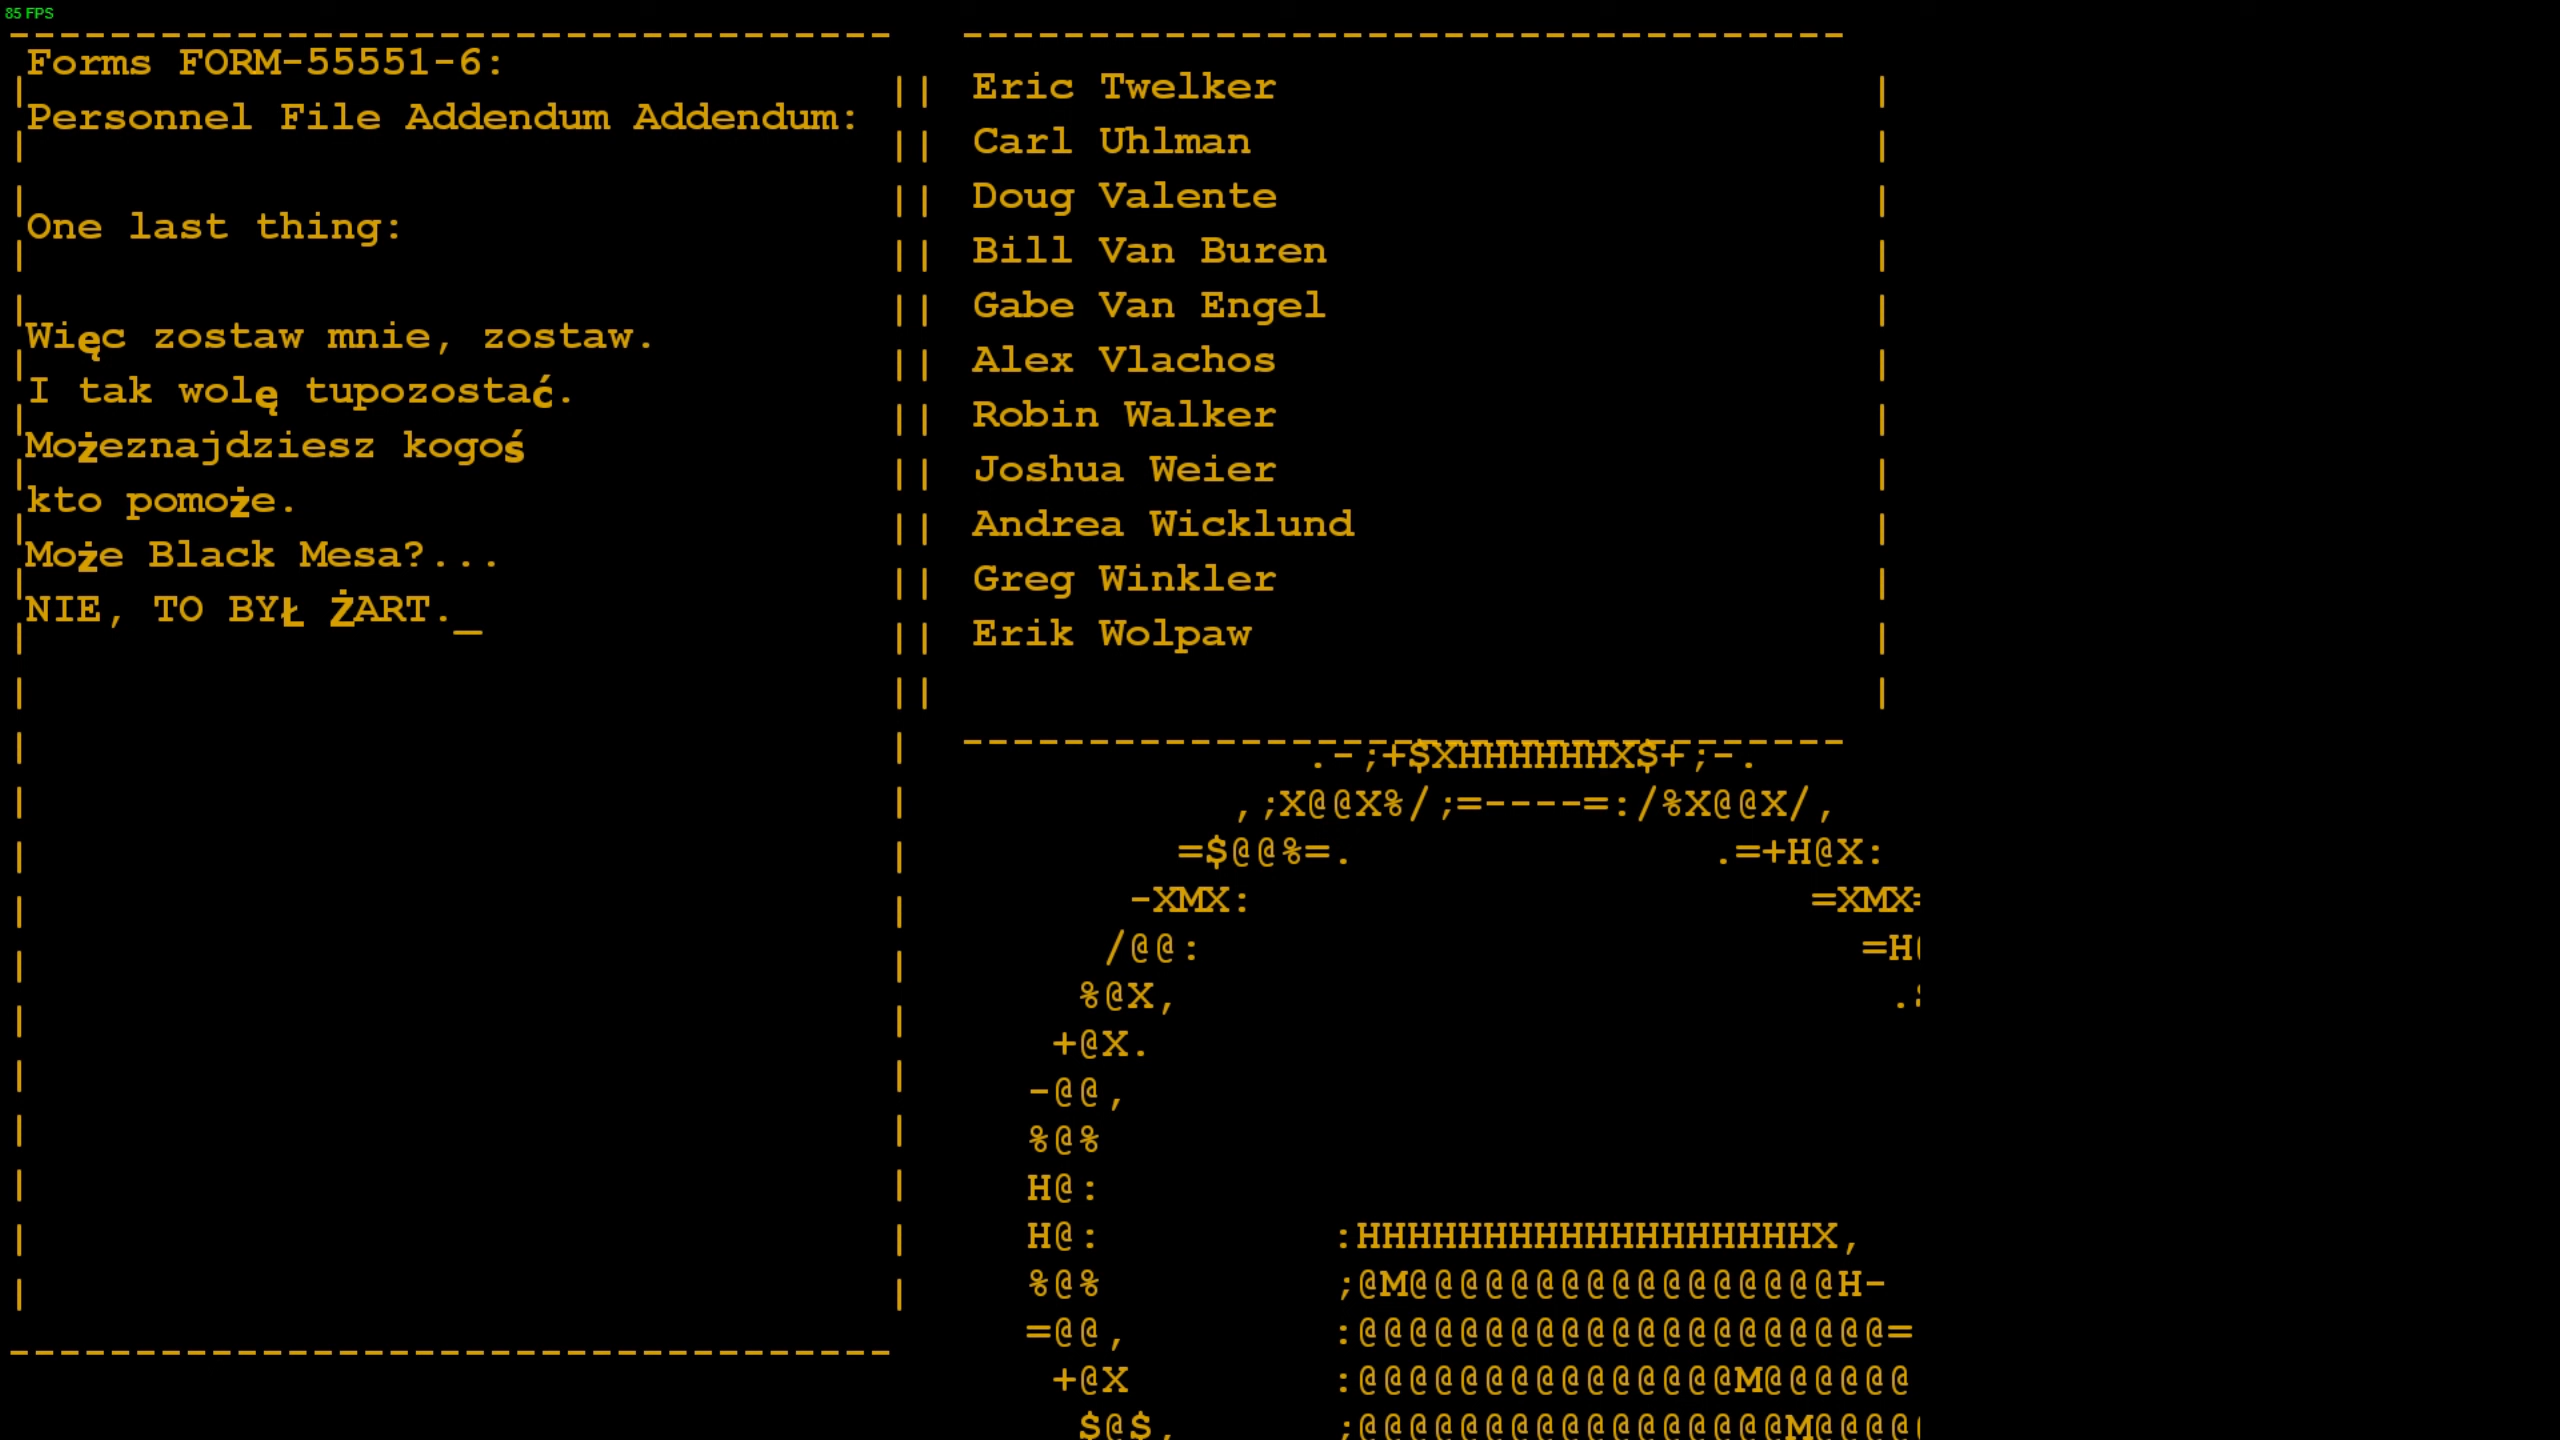 85 FPS
Forms FORM-55551-6:
Personnel File Addendum Addendum:
One last thing:
Więc zostaw mnie, zostaw.
I tak wolę tupozostać.
Możeznajdziesz kogoś
kto pomoże.
Może Black Mesa?...
NIE, TO BYŁ ŻART._
Eric Twelker
Carl Uhlman
Doug Valente
Bill Van Buren
Gabe Van Engel
Alex Vlachos
Robin Walker
Joshua Weier
Andrea Wicklund
Greg Winkler
Erik Wolpaw